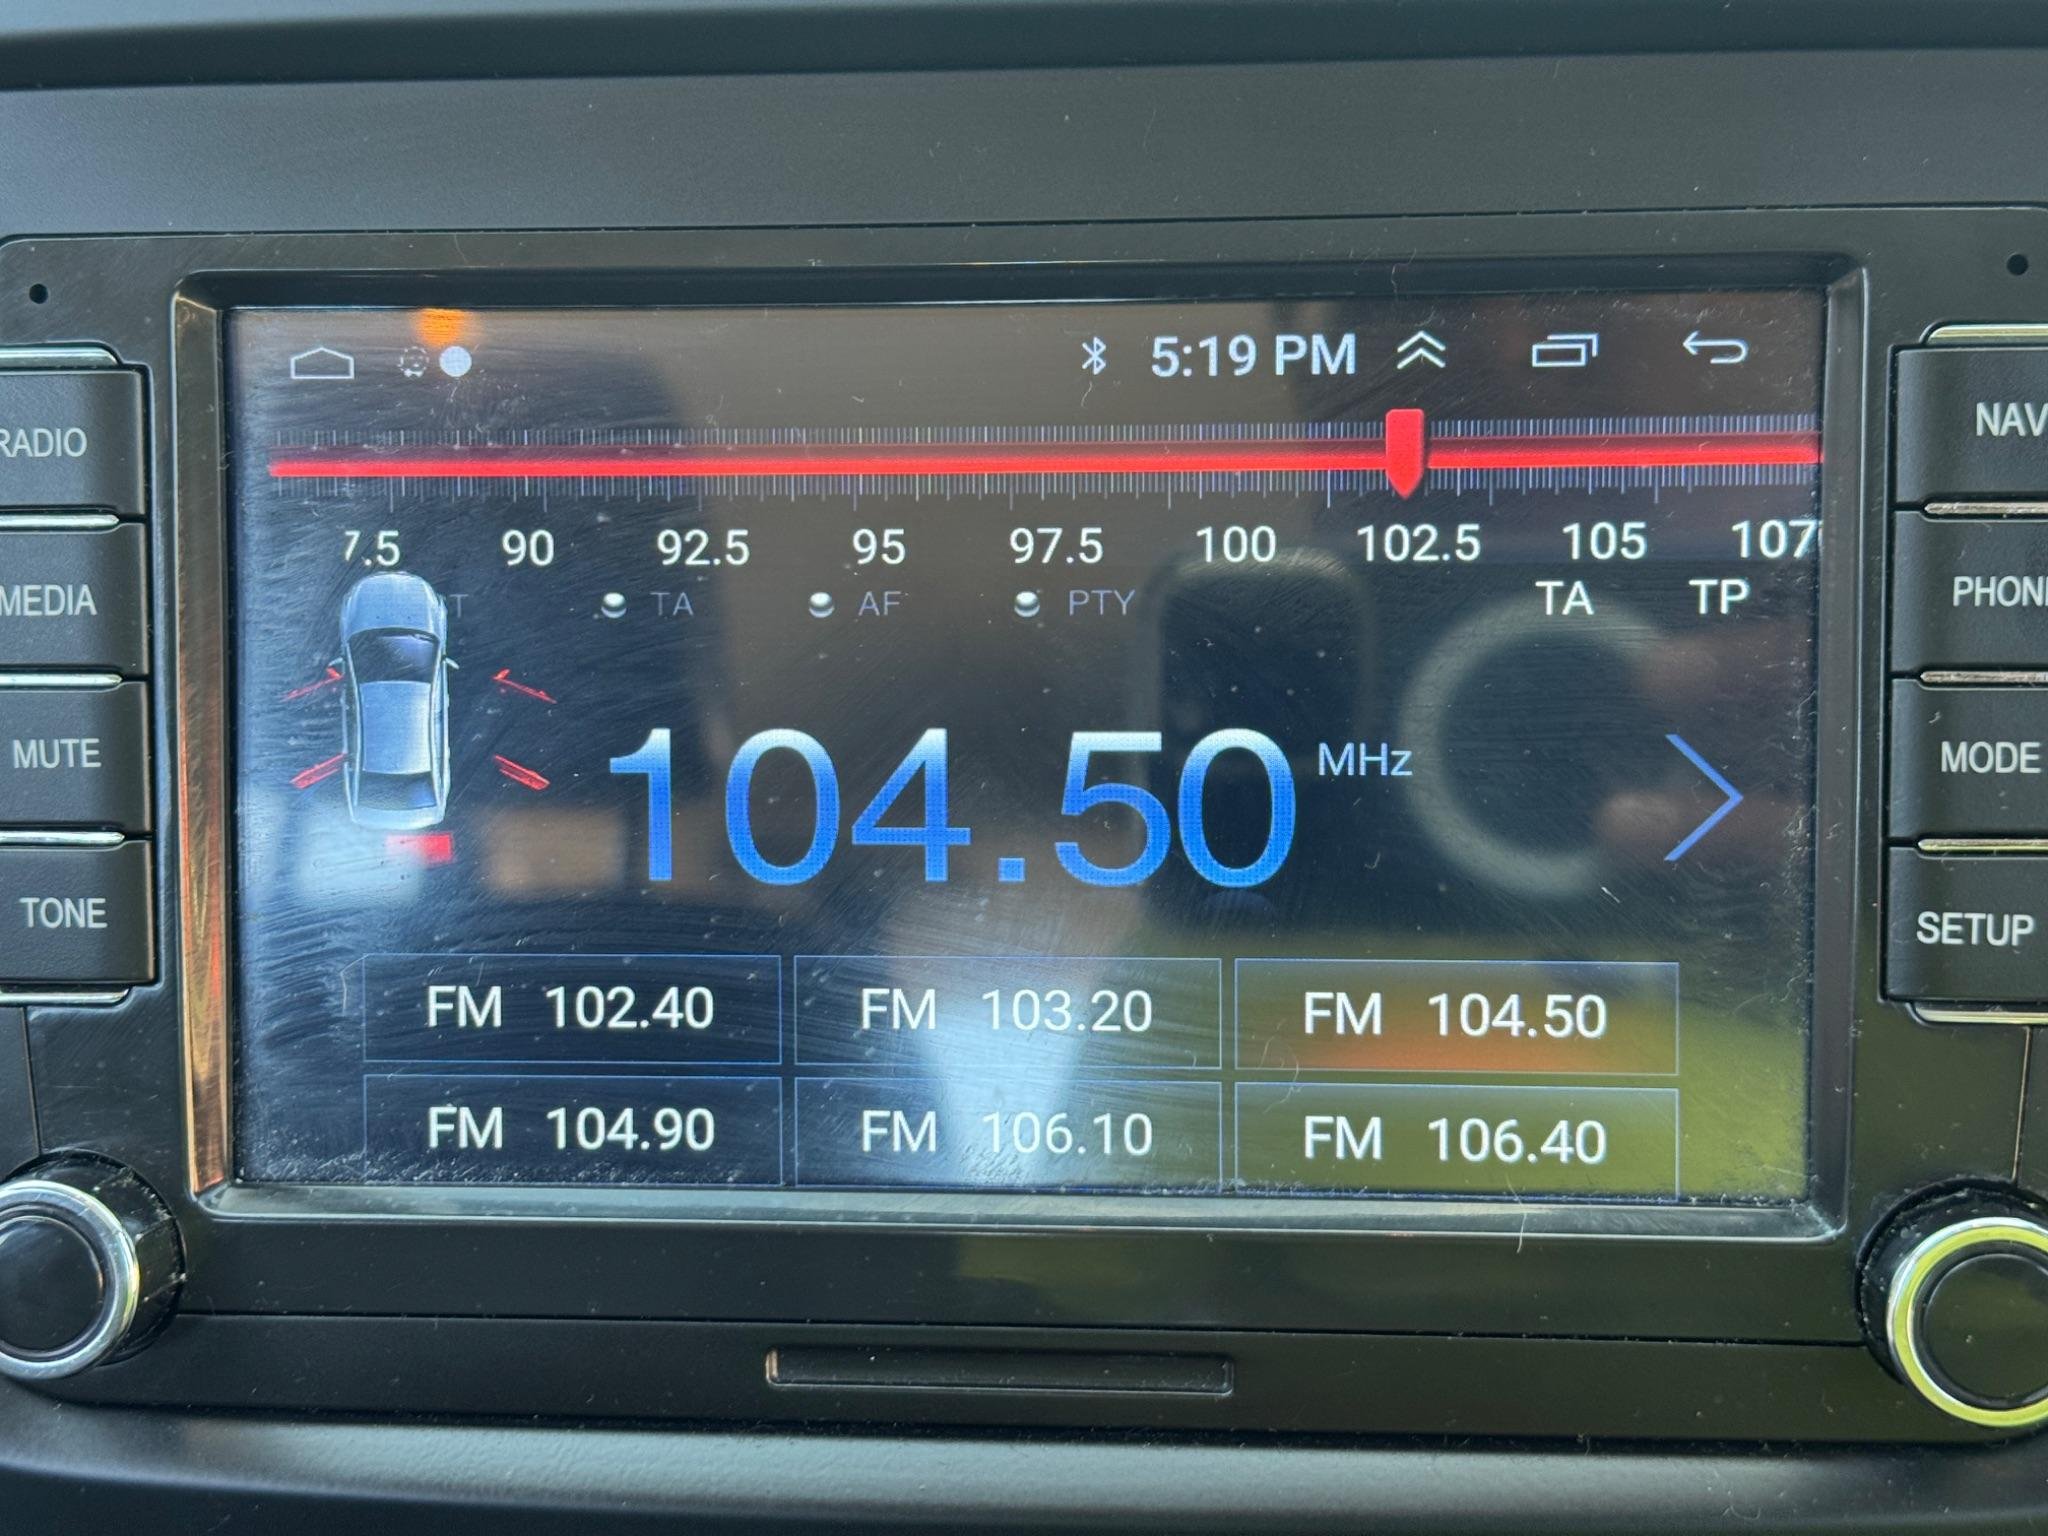 5:19 PM
7.5 90 92.5 95 97.5 100 102.5 105 107
T TA AF PTY TA TP
104.50 MHz
FM 102.40 FM 103.20 FM 104.50
FM 104.90 FM 106.10 FM 106.40
RADIO
MEDIA
MUTE
TONE
NAV
PHON
MODE
SETUP